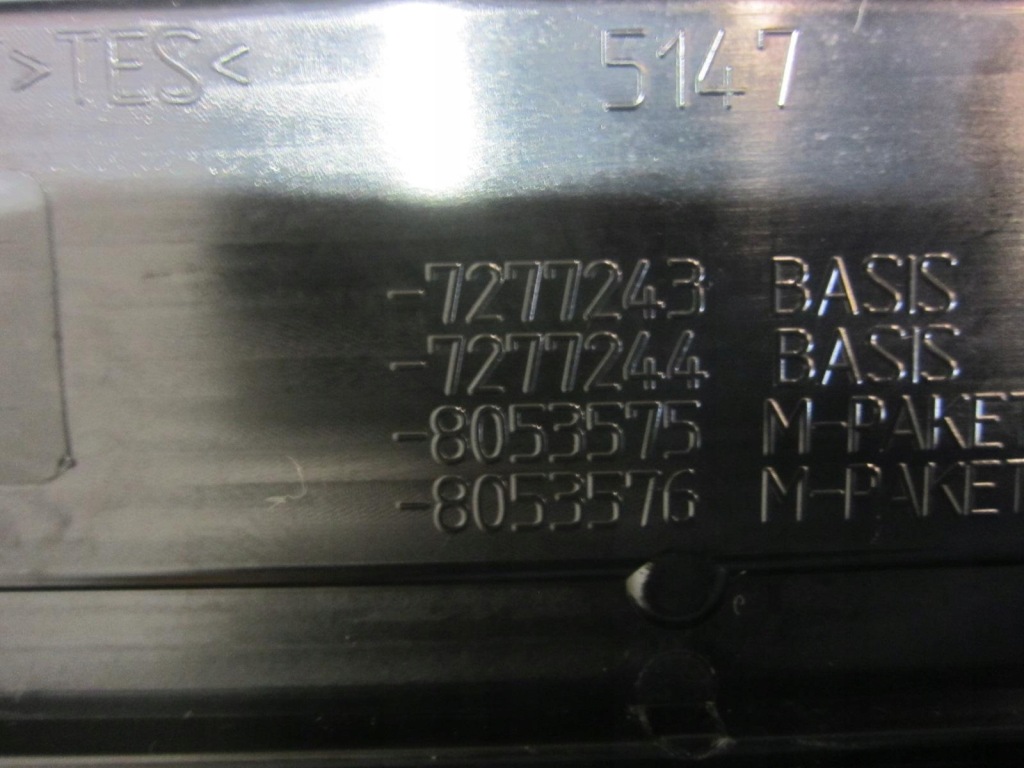 >TES< 5147
-7277243 BASIS
-7277244 BASIS
-8053575 M-PAKET
-8053576 M-PAKET